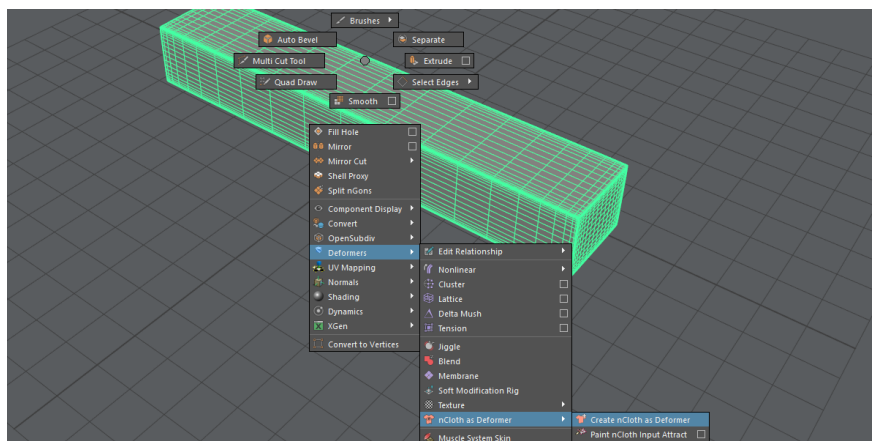 Brushes
Auto Bevel
Separate
Multi Cut Tool
Extrude
Quad Draw
Select Edges
Smooth
Fill Hole
Mirror
Mirror Cut
Shell Proxy
Split nGons
Component Display
Convert
OpenSubdiv
Deformers
UV Mapping
Normals
Shading
Dynamics
XGen
Convert to Vertices
Edit Relationship
Nonlinear
Cluster
Lattice
Delta Mush
Tension
Jiggle
Blend
Membrane
Soft Modification Rig
Texture
nCloth as Deformer
Muscle System Skin
Create nCloth as Deformer
Paint nCloth Input Attract